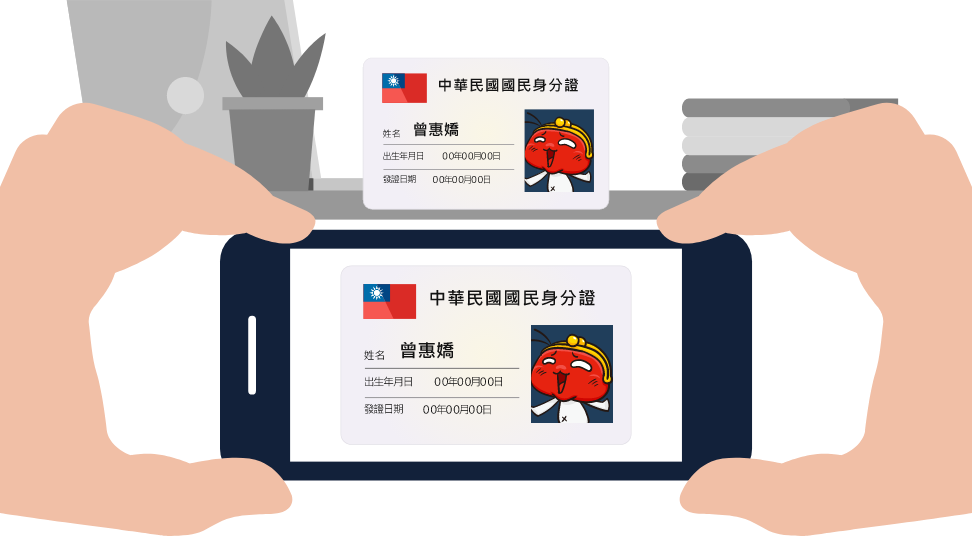 中華民國國民身分證
姓名 曾惠嬌
出生年月日 00年00月00日
發證日期 00年00月00日
中華民國國民身分證
姓名 曾惠嬌
出生年月日 00年00月00日
發證日期 00年00月00日